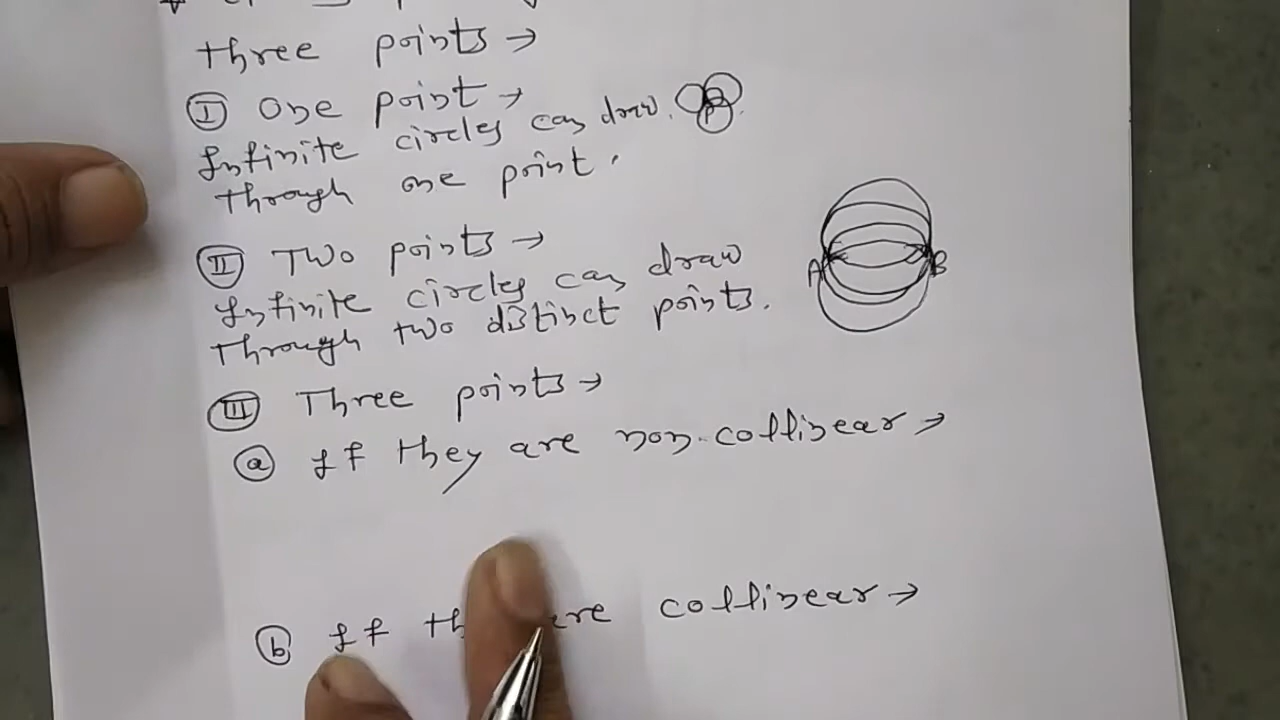 three points →
I One point →
Infinite circles can draw.
through one point.
P
II Two points →
Infinite circles can draw
through two distinct points.
A B
III Three points →
a If they are non-collinear →
b If are collinear →